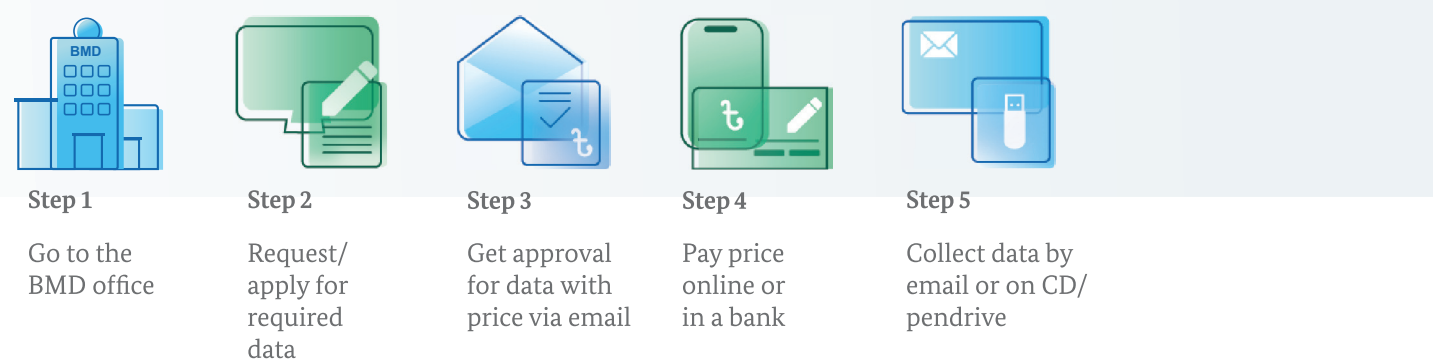 BMD
Step 1
Go to the
BMD office
Step 2
Request/
apply for
required
data
Step 3
Get approval
for data with
price via email
৳
Step 4
Pay price
online or
in a bank
৳
Step 5
Collect data by
email or on CD/
pendrive